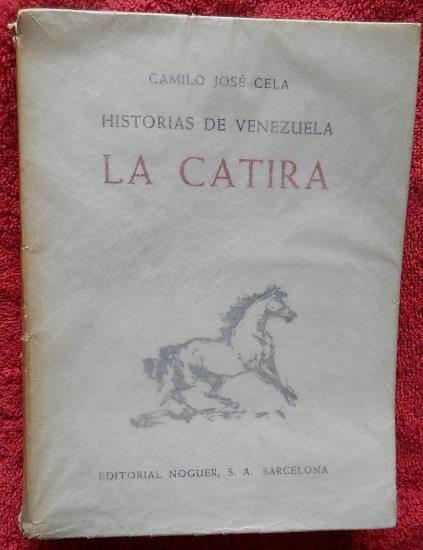 CAMILO JOSÉ CELA
HISTORIAS DE VENEZUELA
LA CATIRA
EDITORIAL NOGUER, S. A. BARCELONA